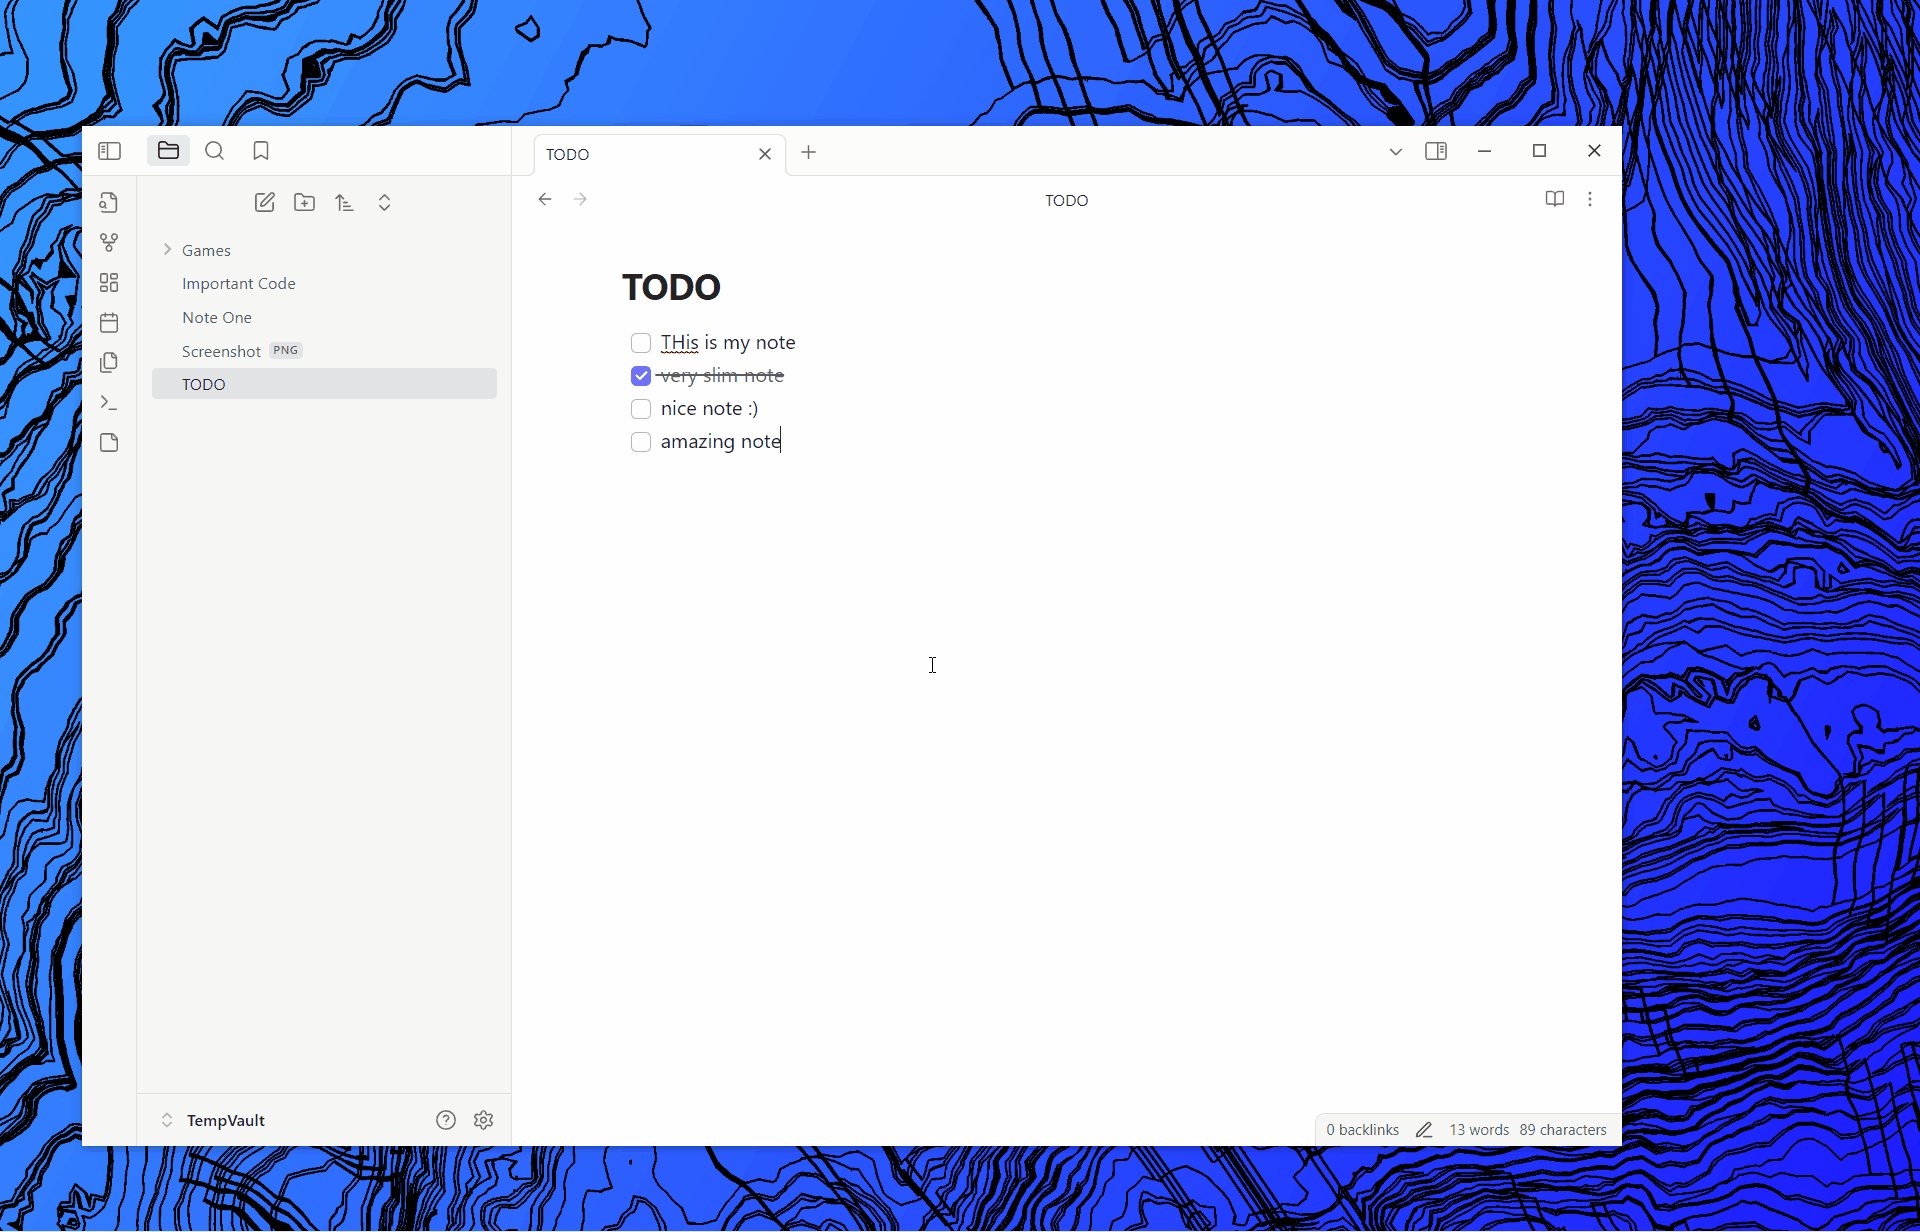 TODO
TODO
Games
Important Code
Note One
Screenshot PNG
TODO
TODO
THis is my note
very slim note
nice note :)
amazing note
TempVault
0 backlinks 13 words 89 characters